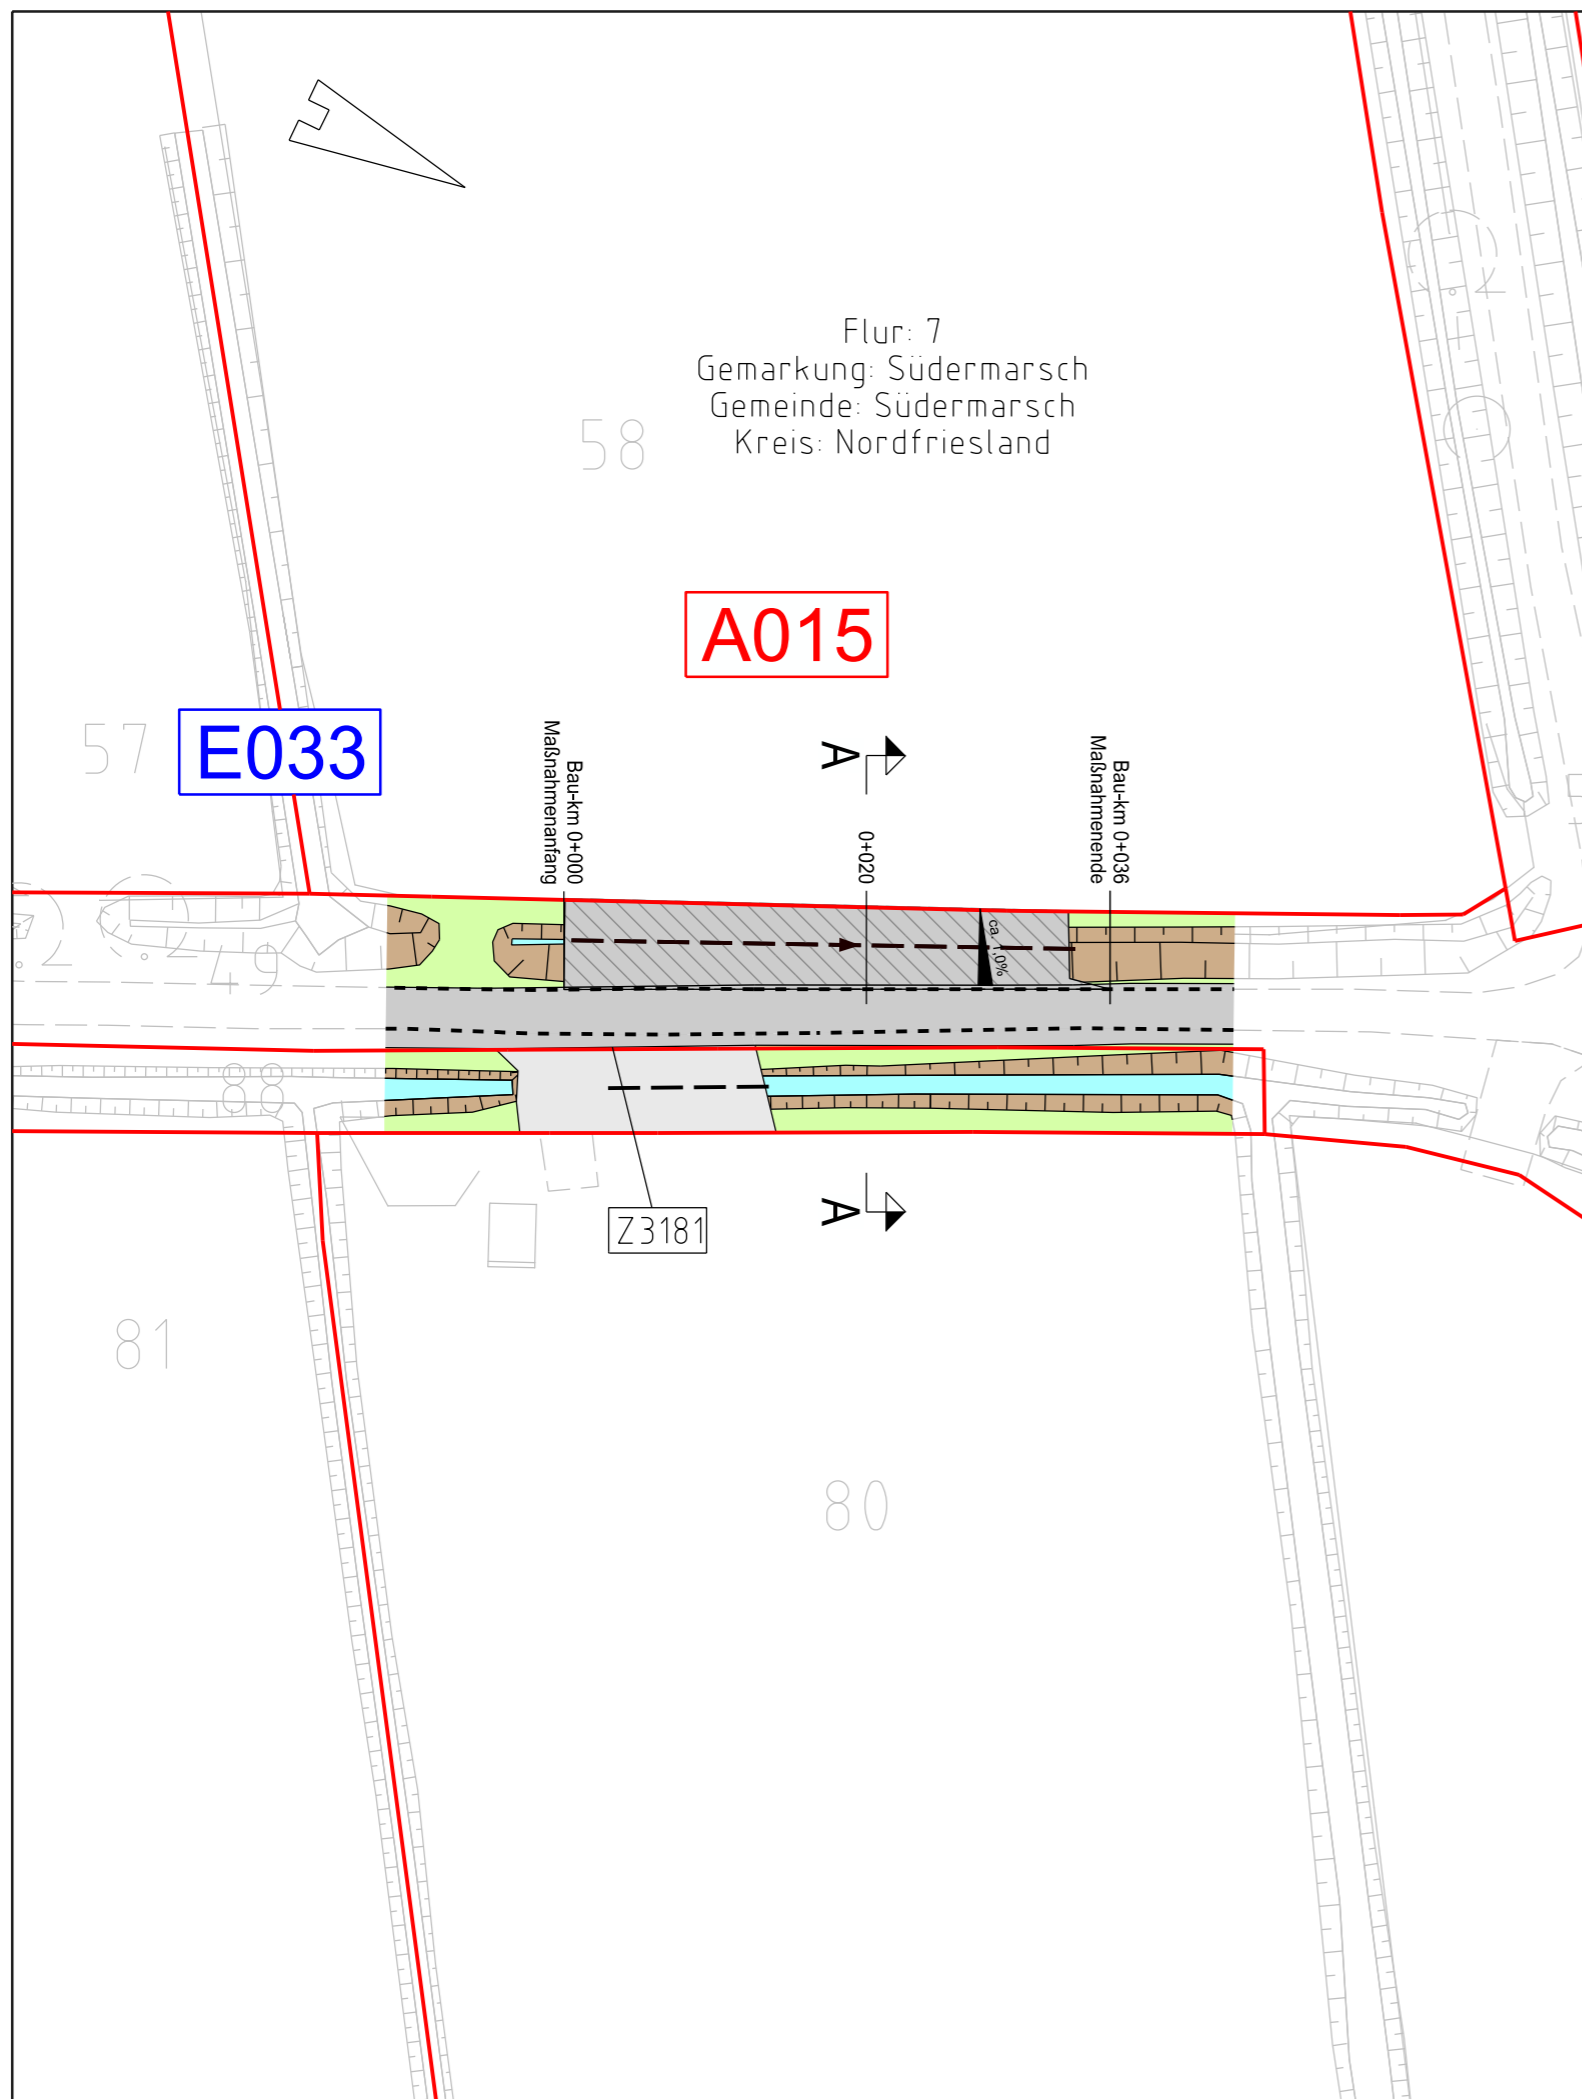 Flur: 7
Gemarkung: Südermarsch
Gemeinde: Südermarsch
Kreis: Nordfriesland
58
A015
57
E033
Bau-km 0+000
Maßnahmenanfang
A
0+020
Bau-km 0+036
Maßnahmenende
ca. 1,0%
49
88
Z3181
A
81
80